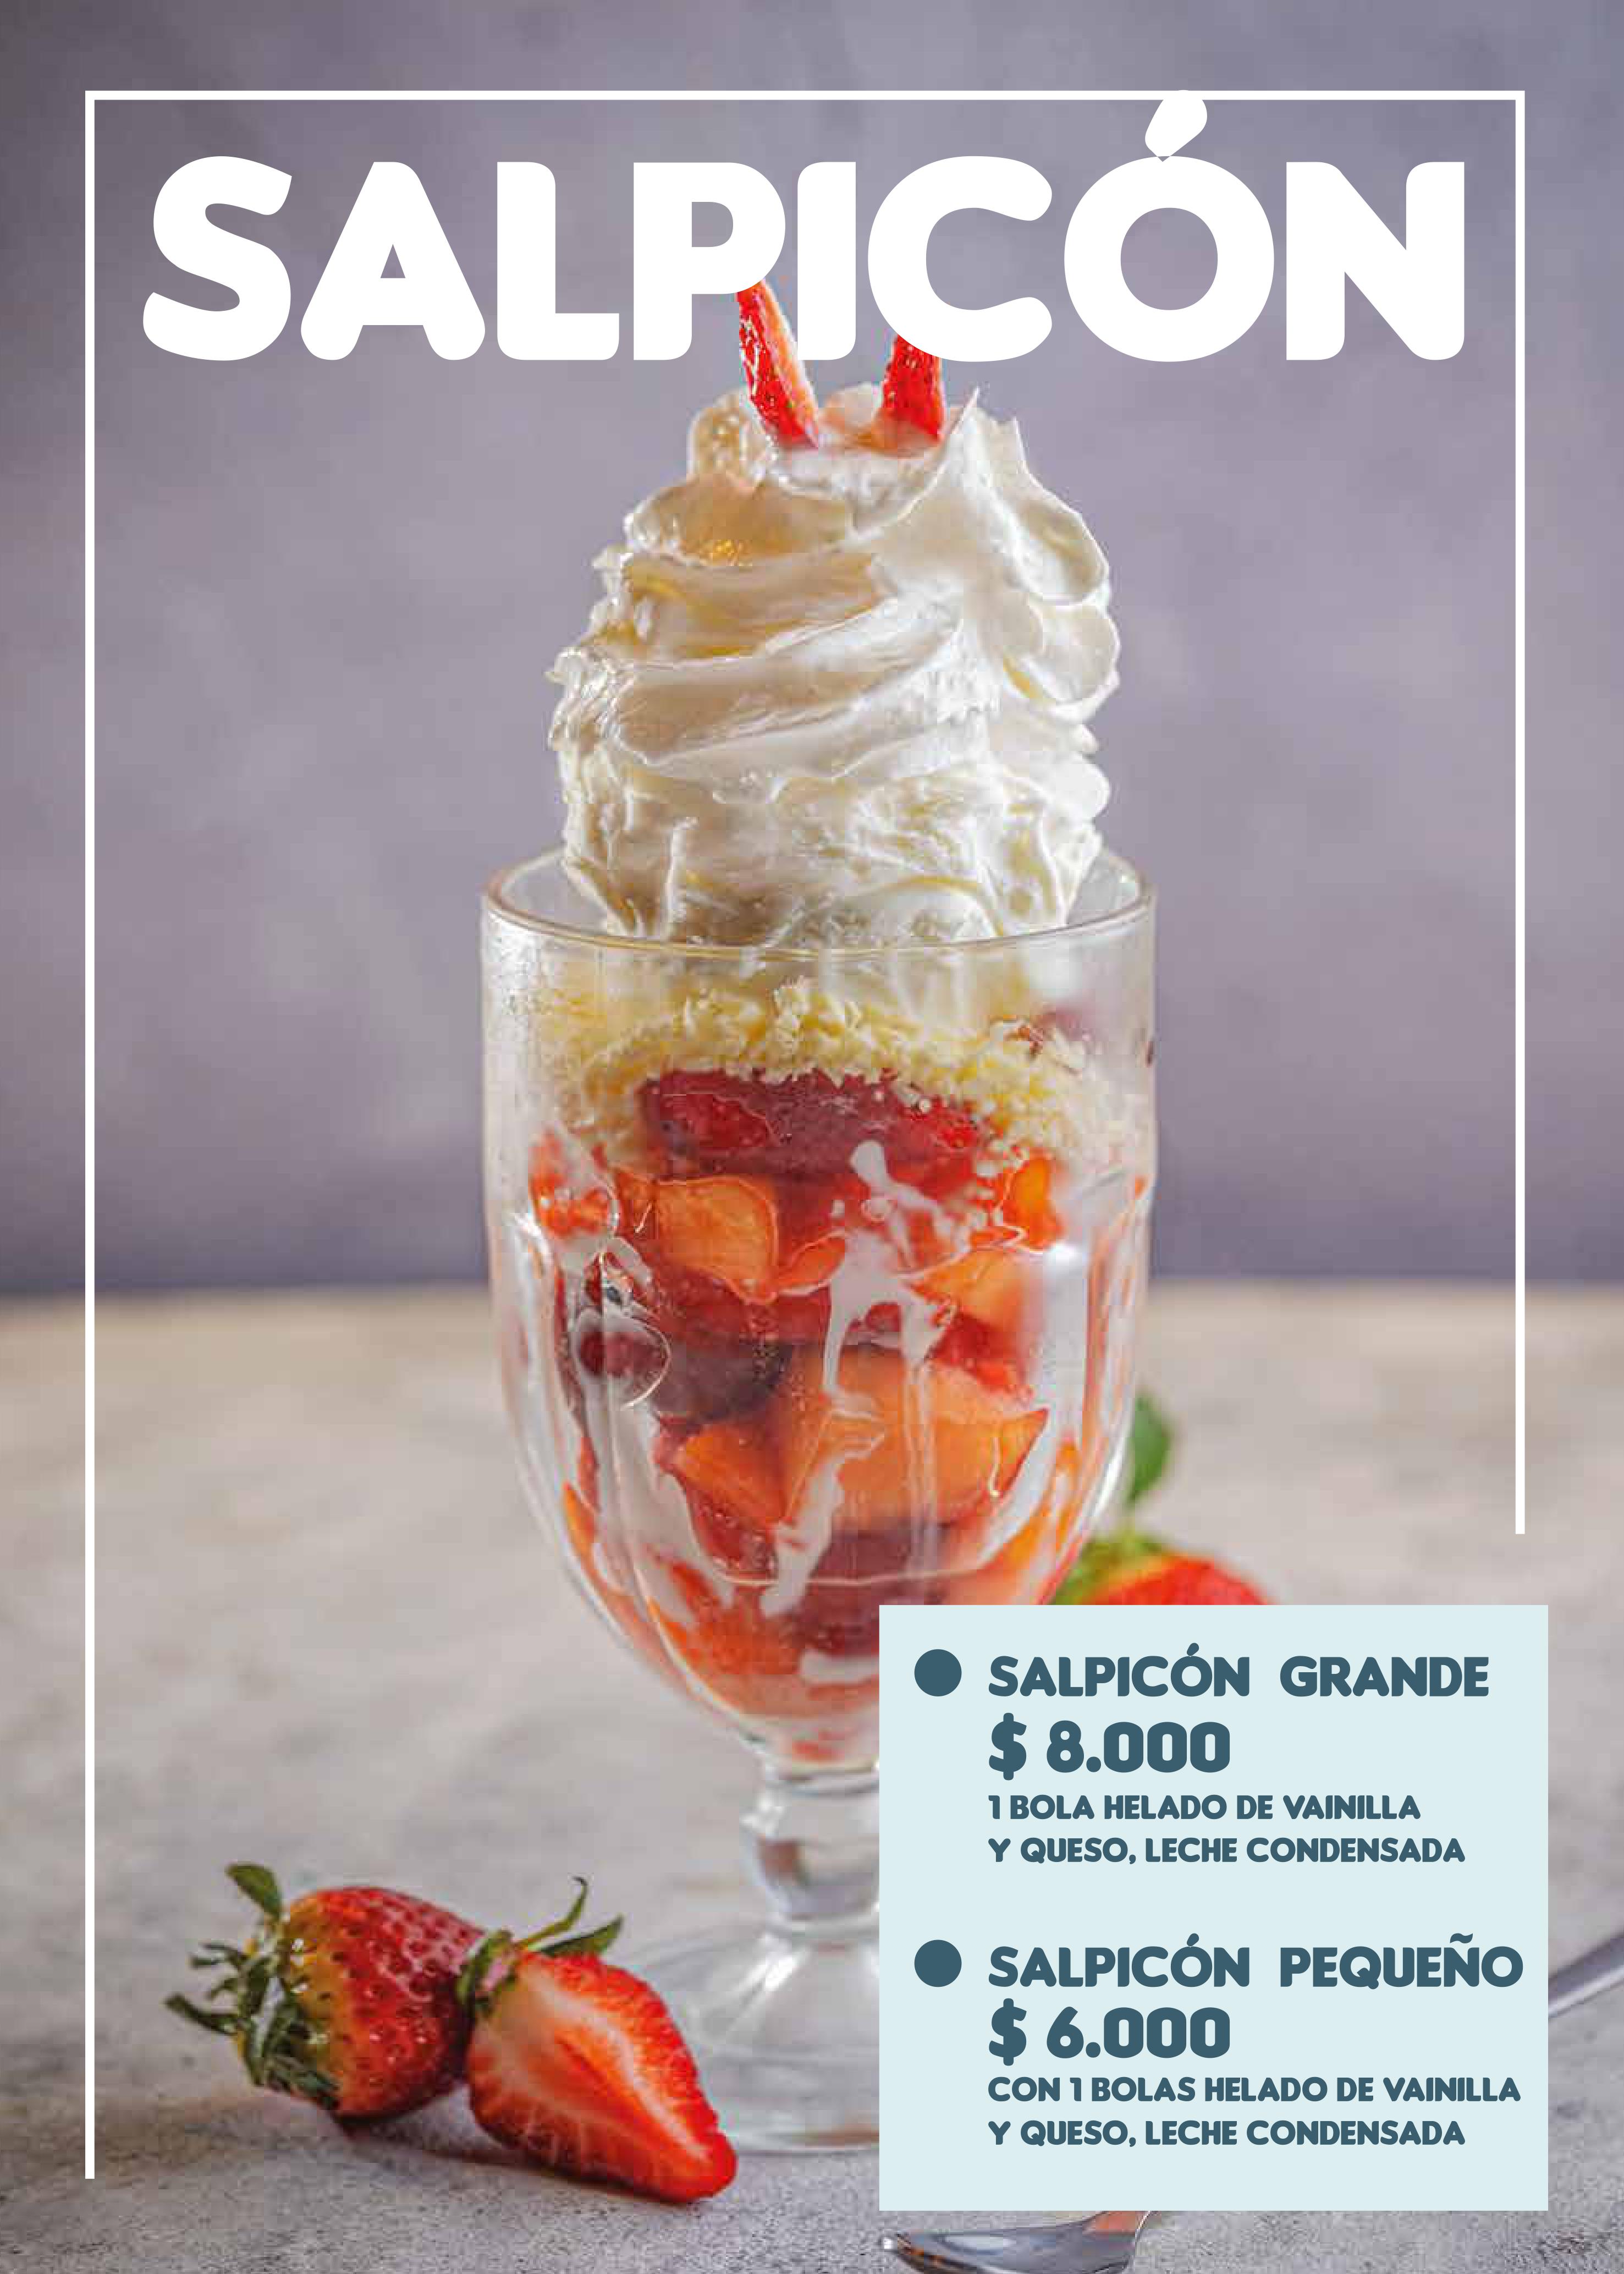 SALPICÓN
SALPICÓN GRANDE
$ 8.000
1 BOLA HELADO DE VAINILLA
Y QUESO, LECHE CONDENSADA
SALPICÓN PEQUEÑO
$ 6.000
CON 1 BOLAS HELADO DE VAINILLA
Y QUESO, LECHE CONDENSADA